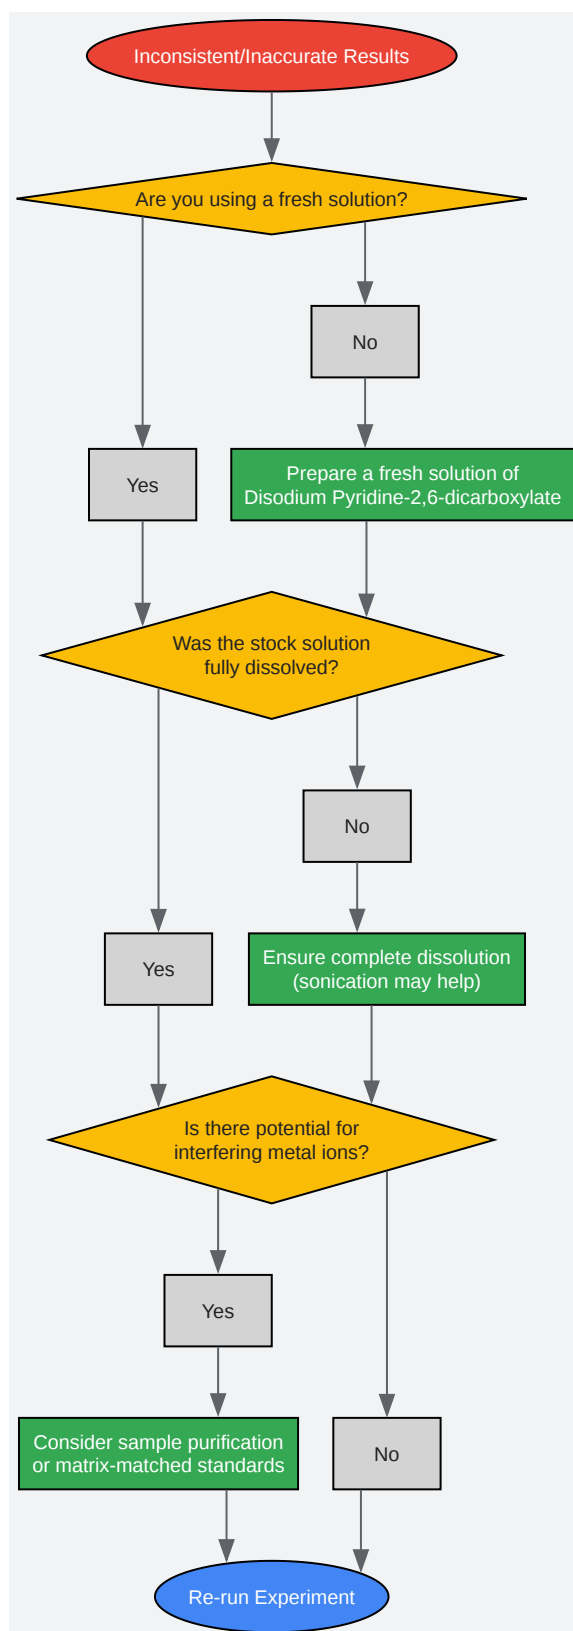 Inconsistent/Inaccurate Results
Are you using a fresh solution?
No
Yes
Prepare a fresh solution of
Disodium Pyridine-2,6-dicarboxylate
Was the stock solution
fully dissolved?
No
Yes
Ensure complete dissolution
(sonication may help)
Is there potential for
interfering metal ions?
Yes
Consider sample purification
or matrix-matched standards
No
Re-run Experiment